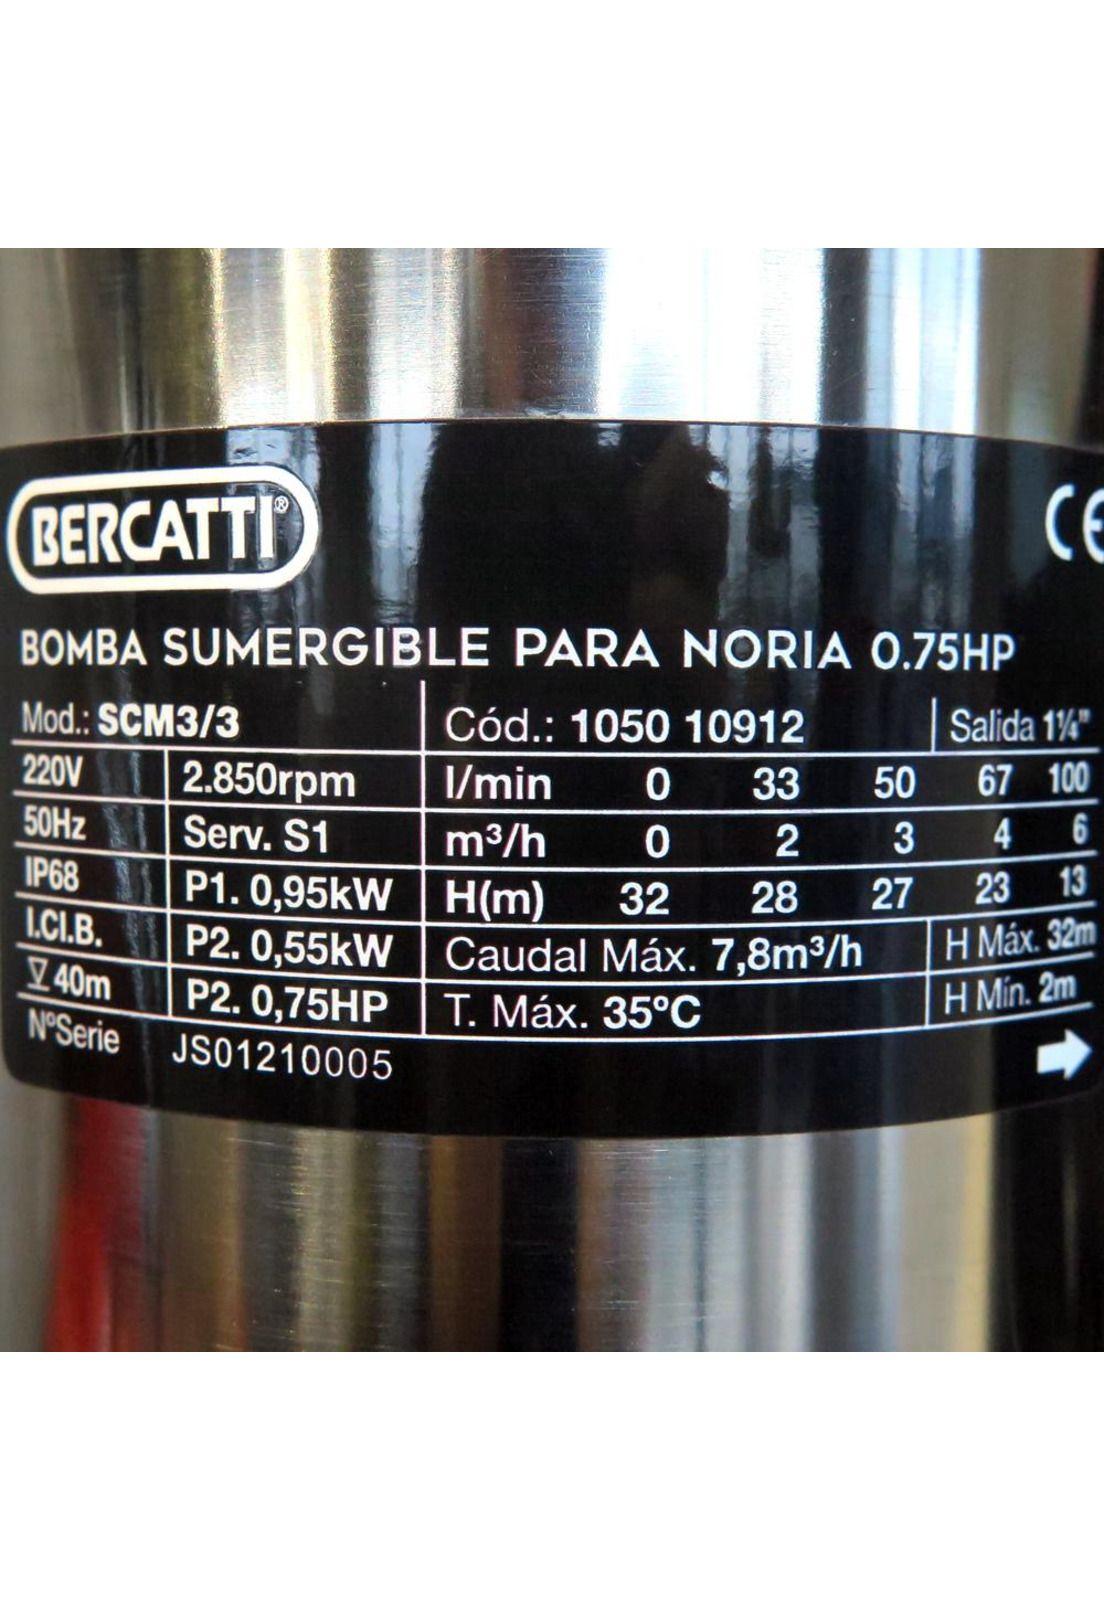 BERCATTI®
CE
BOMBA SUMERGIBLE PARA NORIA 0.75HP
Mod.: SCM3/3 Cód.: 1050 10912 Salida 1¼"
220V 2.850rpm l/min 0 33 50 67 100
50Hz Serv. S1 m³/h 0 2 3 4 6
IP68 P1. 0,95kW H(m) 32 28 27 23 13
I.Cl.B. P2. 0,55kW Caudal Máx. 7,8m³/h H Máx. 32m
40m P2. 0,75HP T. Máx. 35ºC H Mín. 2m
NºSerie JS01210005